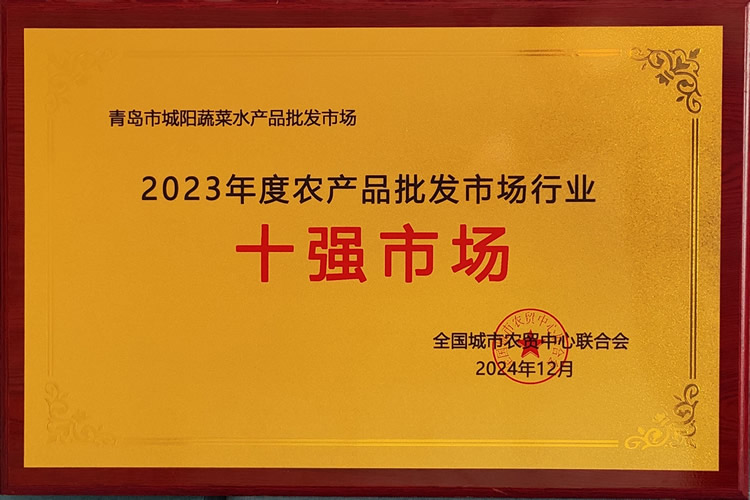 青岛市城阳蔬菜水产品批发市场
2023年度农产品批发市场行业
十强市场
全国城市农贸中心联合会
2024年12月